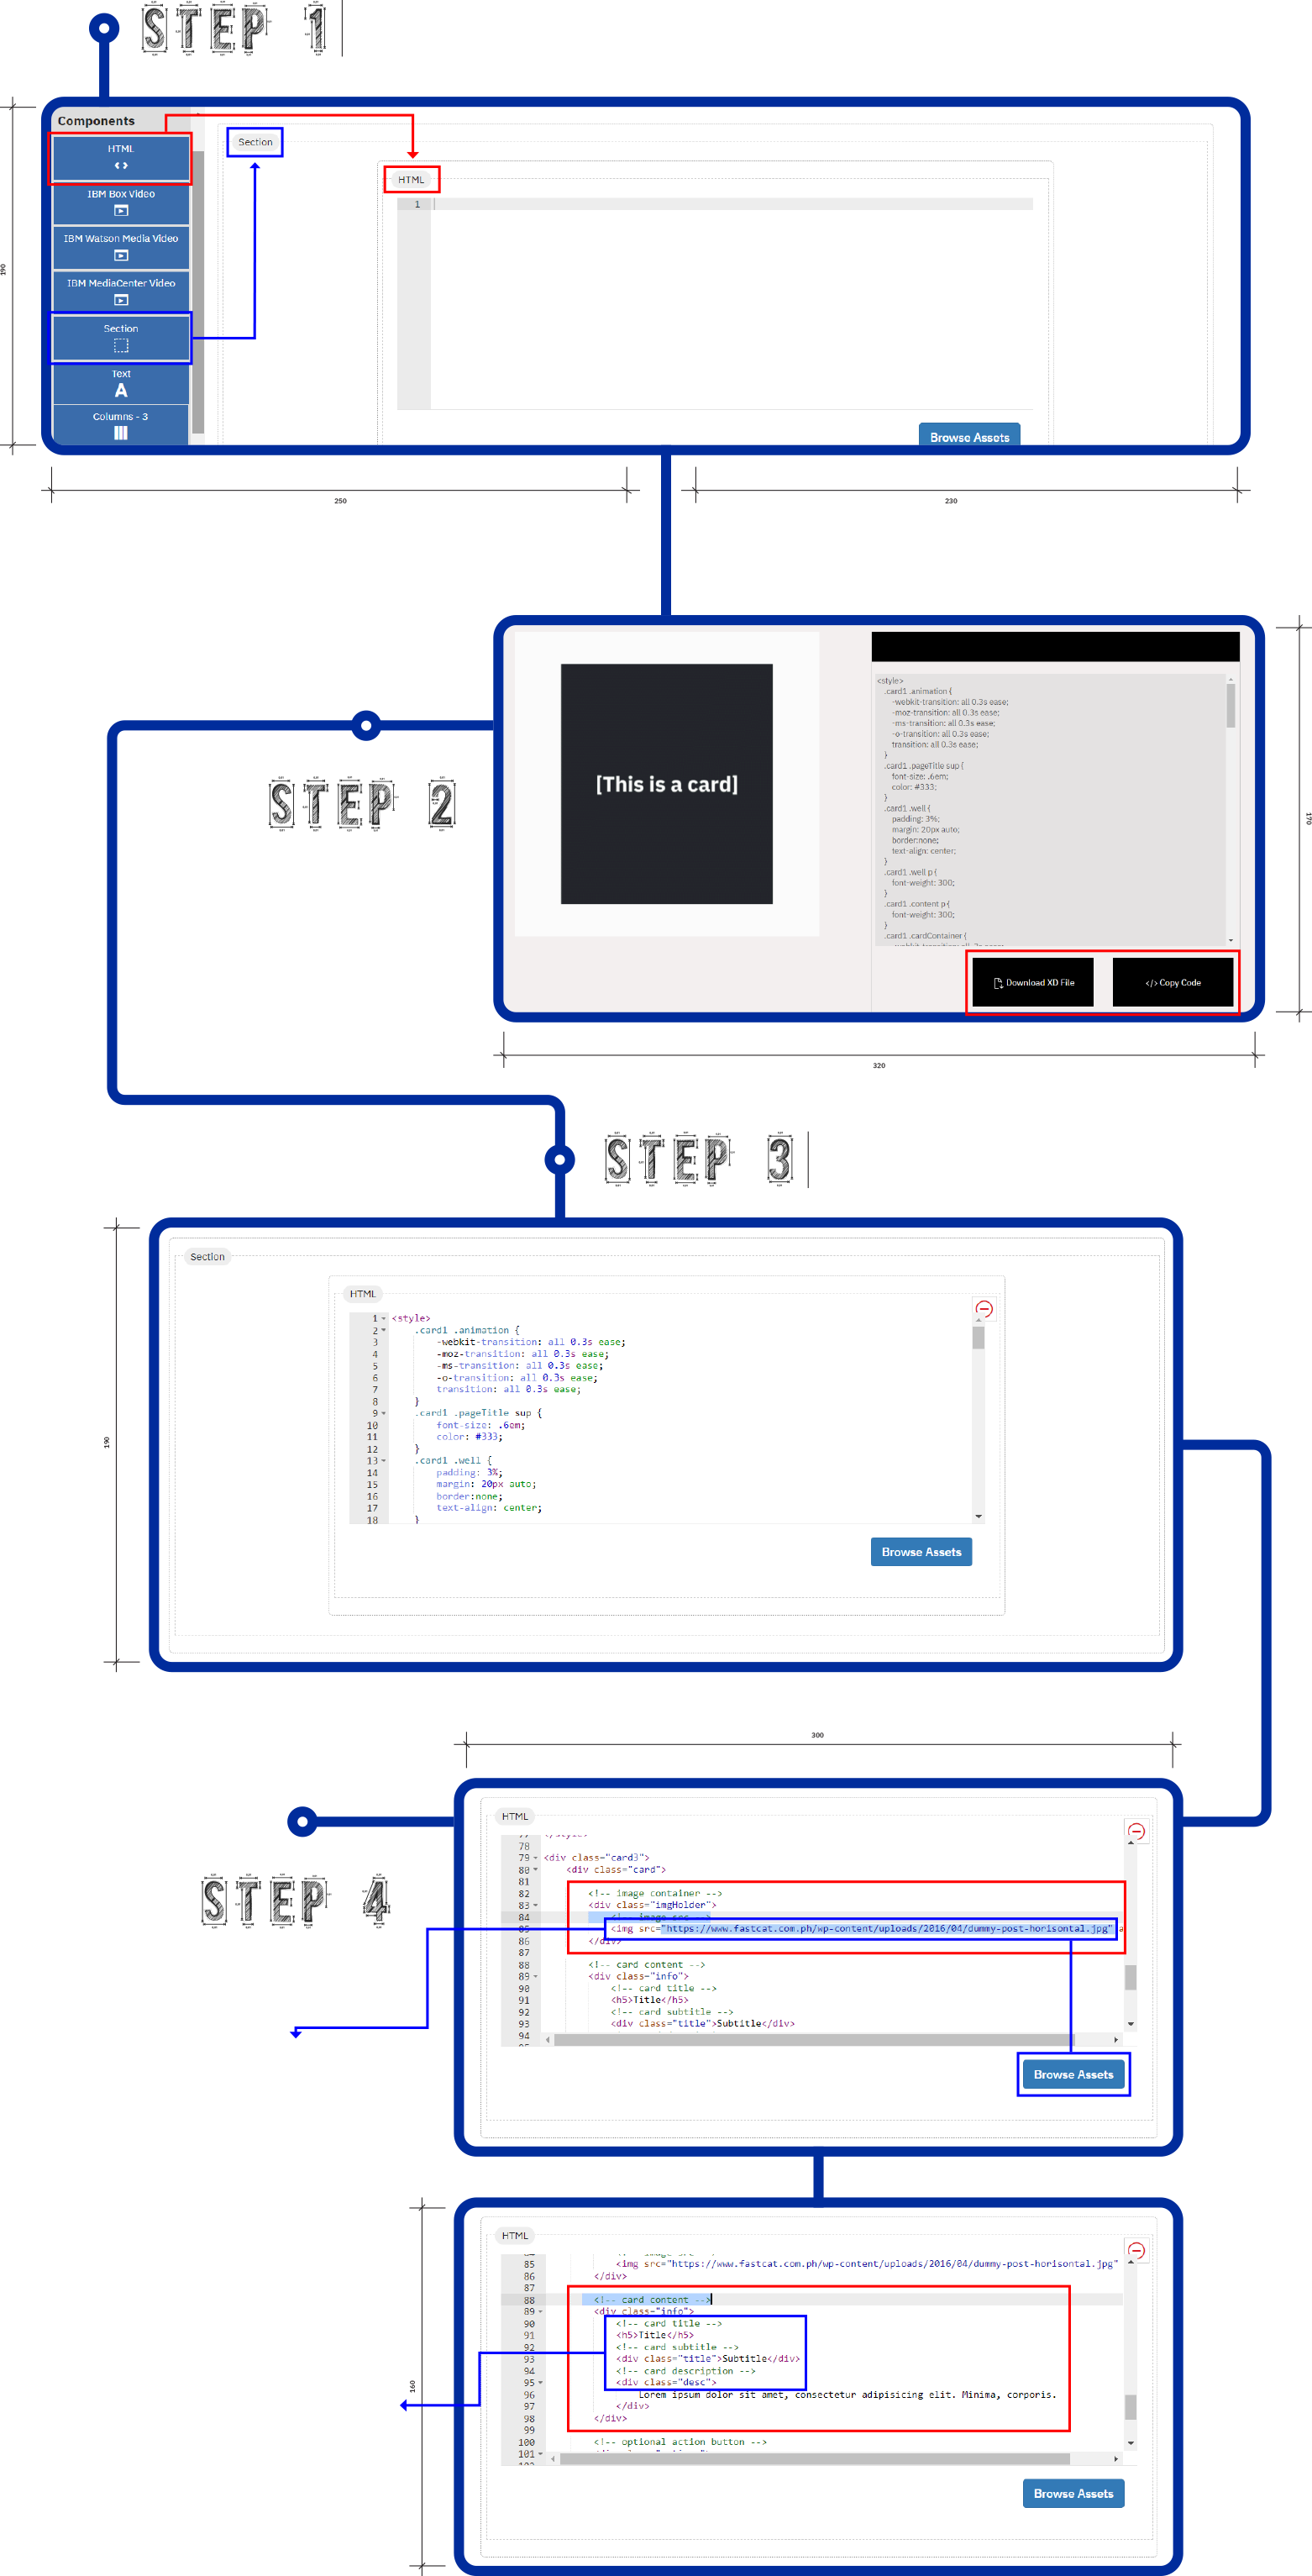 STEP 1
Components
HTML
IBM Box Video
IBM Watson Media Video
IBM MediaCenter Video
Section
Text
A
Columns - 3
Section
HTML
1
Browse Assets
190
250
230
[This is a card]
<style>
.card1 .animation {
-webkit-transition: all 0.3s ease;
-moz-transition: all 0.3s ease;
-ms-transition: all 0.3s ease;
-o-transition: all 0.3s ease;
transition: all 0.3s ease;
}
.card1 .pageTitle sup {
font-size: .6em;
color: #333;
}
.card1 .well {
padding: 3%;
margin: 20px auto;
border:none;
text-align: center;
}
.card1 .well p {
font-weight: 300;
}
.card1 .content p {
font-weight: 300;
}
.card1 .cardContainer {
Download XD File
</> Copy Code
170
320
STEP 2
STEP 3
190
Section
HTML
1 <style>
2 .card1 .animation {
3 -webkit-transition: all 0.3s ease;
4 -moz-transition: all 0.3s ease;
5 -ms-transition: all 0.3s ease;
6 -o-transition: all 0.3s ease;
7 transition: all 0.3s ease;
8 }
9 .card1 .pageTitle sup {
10 font-size: .6em;
11 color: #333;
12 }
13 .card1 .well {
14 padding: 3%;
15 margin: 20px auto;
16 border:none;
17 text-align: center;
18 }
Browse Assets
300
STEP 4
HTML
77 </style>
78
79 <div class="card3">
80 <div class="card">
81
82 <!-- image container -->
83 <div class="imgHolder">
84 <!-- image src -->
85 <img src="https://www.fastcat.com.ph/wp-content/uploads/2016/04/dummy-post-horisontal.jpg" a
86 </div>
87
88 <!-- card content -->
89 <div class="info">
90 <!-- card title -->
91 <h5>Title</h5>
92 <!-- card subtitle -->
93 <div class="title">Subtitle</div>
94
Browse Assets
160
HTML
84 <!-- image src -->
85 <img src="https://www.fastcat.com.ph/wp-content/uploads/2016/04/dummy-post-horisontal.jpg"
86 </div>
87
88 <!-- card content -->
89 <div class="info">
90 <!-- card title -->
91 <h5>Title</h5>
92 <!-- card subtitle -->
93 <div class="title">Subtitle</div>
94 <!-- card description -->
95 <div class="desc">
96 Lorem ipsum dolor sit amet, consectetur adipisicing elit. Minima, corporis.
97 </div>
98 </div>
99
100 <!-- optional action button -->
101
Browse Assets